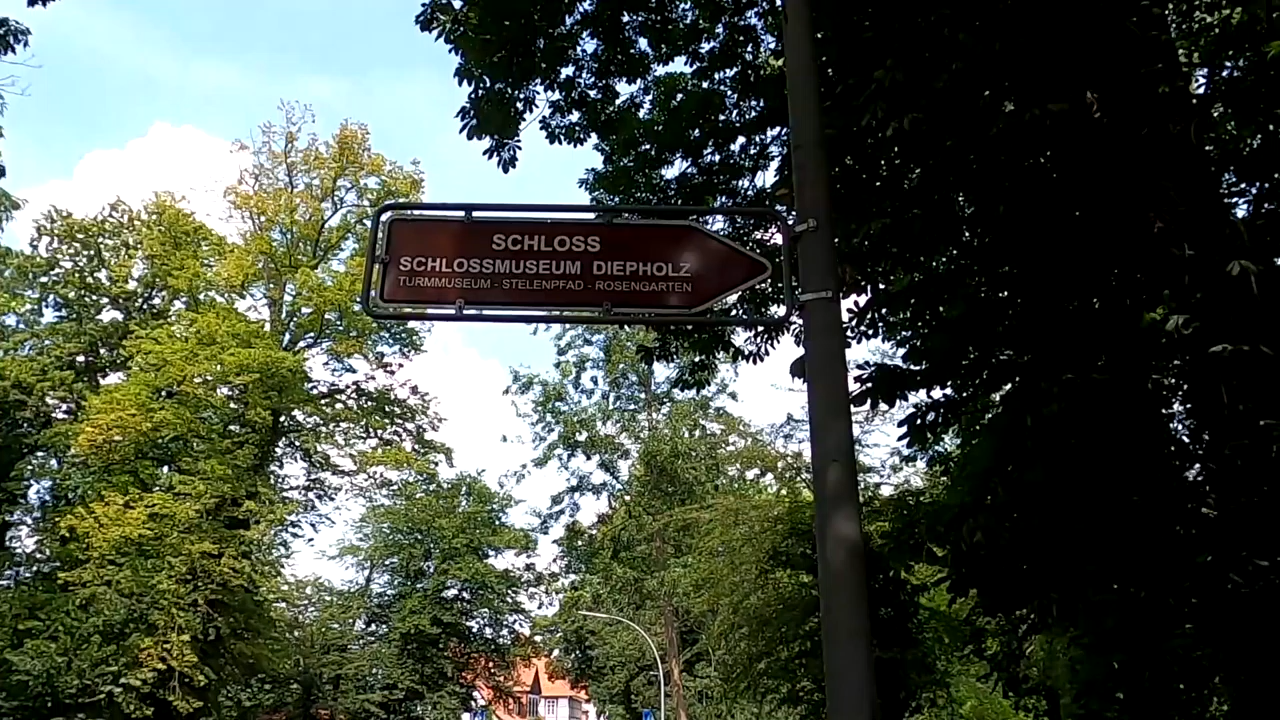 SCHLOSS
SCHLOSSMUSEUM DIEPHOLZ
TURMMUSEUM - STELENPFAD - ROSENGARTEN